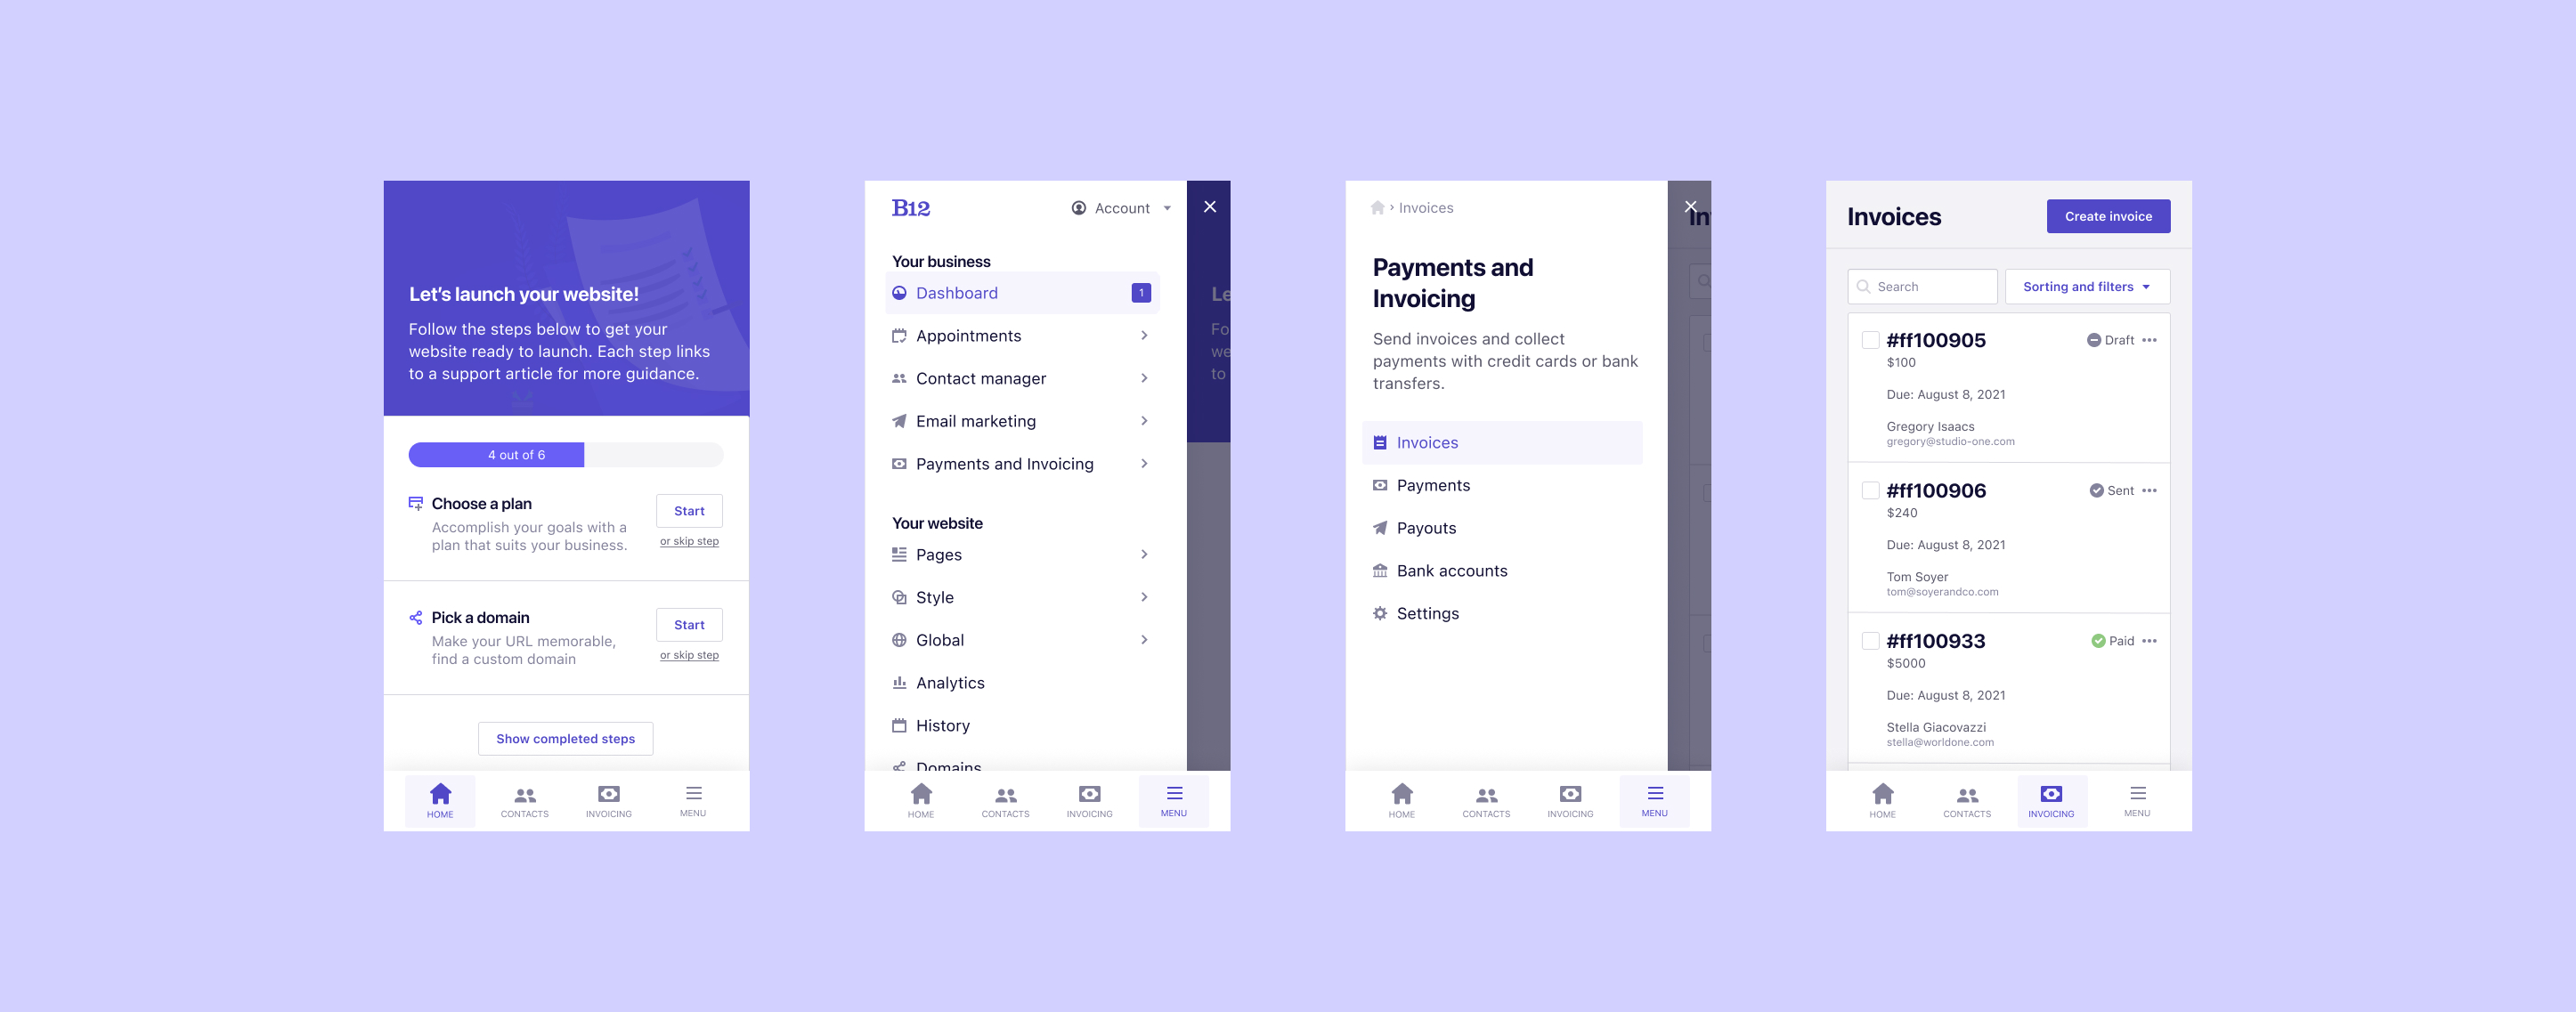 Let's launch your website!
Follow the steps below to get your
website ready to launch. Each step links
to a support article for more guidance.
4 out of 6
Choose a plan
Accomplish your goals with a
plan that suits your business.
Start
or skip step
Pick a domain
Make your URL memorable,
find a custom domain
Start
or skip step
Show completed steps
HOME
CONTACTS
INVOICING
MENU
B12
Account
Your business
Dashboard
1
Appointments
Contact manager
Email marketing
Payments and Invoicing
Your website
Pages
Style
Global
Analytics
History
Domains
Le
Fo
we
to
HOME
CONTACTS
INVOICING
MENU
Invoices
Payments and
Invoicing
Send invoices and collect
payments with credit cards or bank
transfers.
Invoices
Payments
Payouts
Bank accounts
Settings
In
HOME
CONTACTS
INVOICING
MENU
Invoices
Create invoice
Search
Sorting and filters
#ff100905
Draft
$100
Due: August 8, 2021
Gregory Isaacs
gregory@studio-one.com
#ff100906
Sent
$240
Due: August 8, 2021
Tom Soyer
tom@soyerandco.com
#ff100933
Paid
$5000
Due: August 8, 2021
Stella Giacovazzi
stella@worldone.com
HOME
CONTACTS
INVOICING
MENU